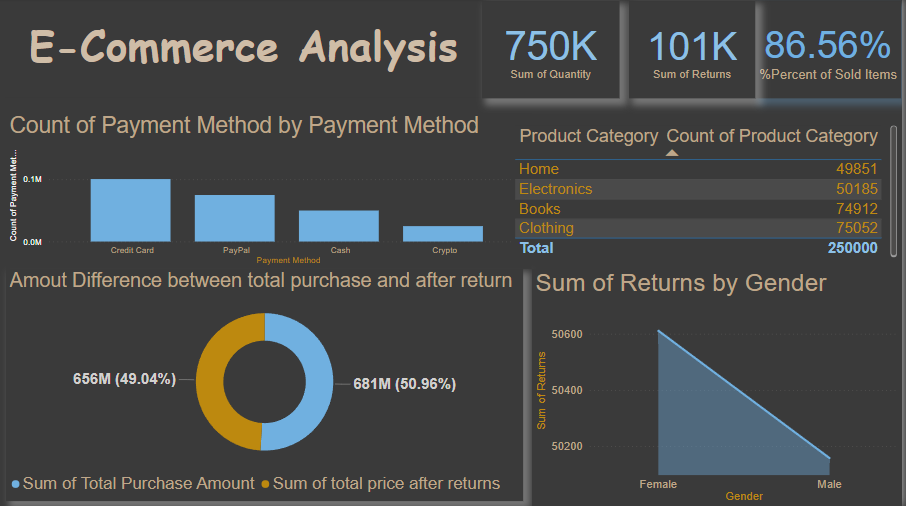 E-Commerce Analysis
750K
Sum of Quantity
101K
Sum of Returns
86.56%
%Percent of Sold Items
Count of Payment Method by Payment Method
Count of Payment Met...
0.1M
0.0M
Credit Card
PayPal
Cash
Crypto
Payment Method
Product Category Count of Product Category
Home 49851
Electronics 50185
Books 74912
Clothing 75052
Total 250000
Amout Difference between total purchase and after return
656M (49.04%)
681M (50.96%)
Sum of Total Purchase Amount
Sum of total price after returns
Sum of Returns by Gender
Sum of Returns
50600
50400
50200
Female
Male
Gender